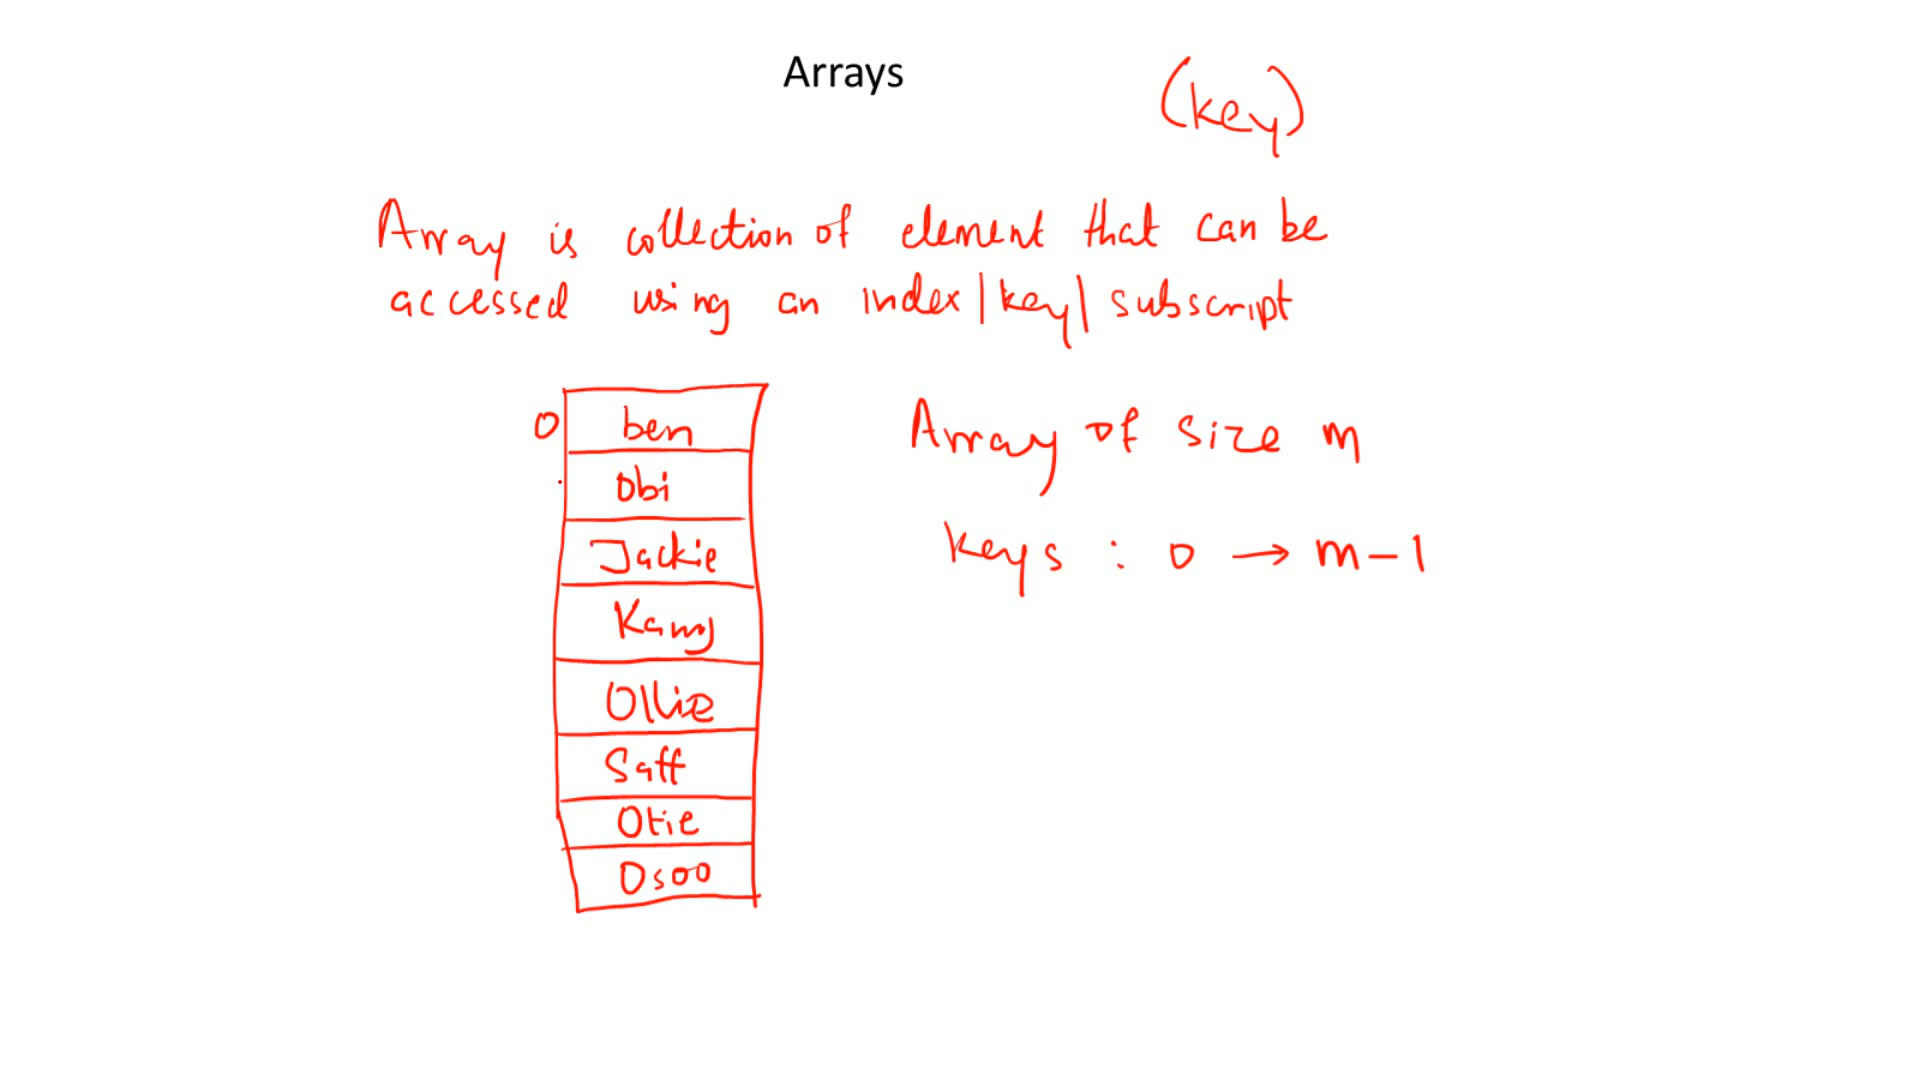 Arrays
(key)
Array is collection of element that can be
accessed using an index/key/subscript
0 ben
Obi
Jackie
Kamj
Ollie
Saff
Otie
Osoo
Array of size m
keys : 0 → m-1